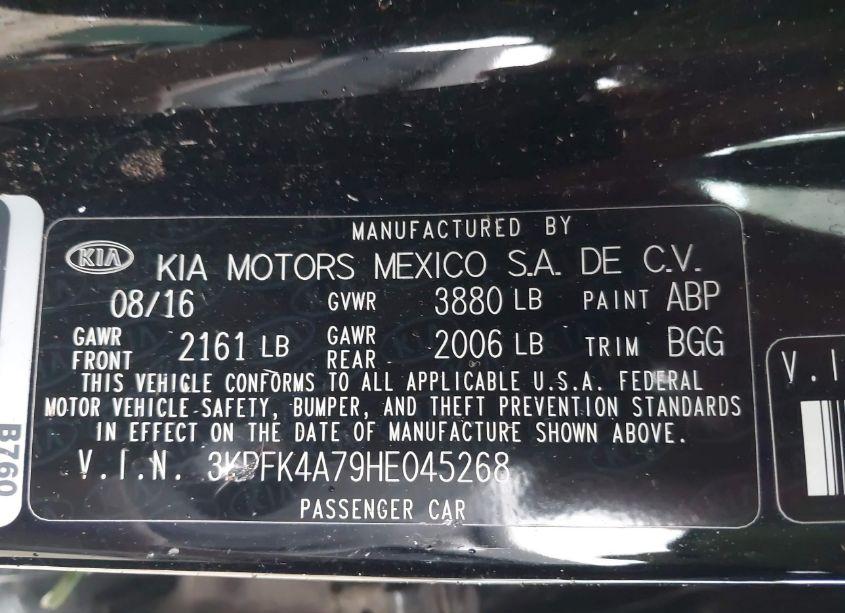 MANUFACTURED BY
KIA KIA MOTORS MEXICO S.A. DE C.V.
08/16 GVWR 3880 LB PAINT ABP
GAWR FRONT 2161 LB GAWR REAR 2006 LB TRIM BGG
THIS VEHICLE CONFORMS TO ALL APPLICABLE U.S.A. FEDERAL
MOTOR VEHICLE SAFETY, BUMPER, AND THEFT PREVENTION STANDARDS
IN EFFECT ON THE DATE OF MANUFACTURE SHOWN ABOVE.
V.I.N. 3KPFK4A79HE045268
PASSENGER CAR
B760
V.I